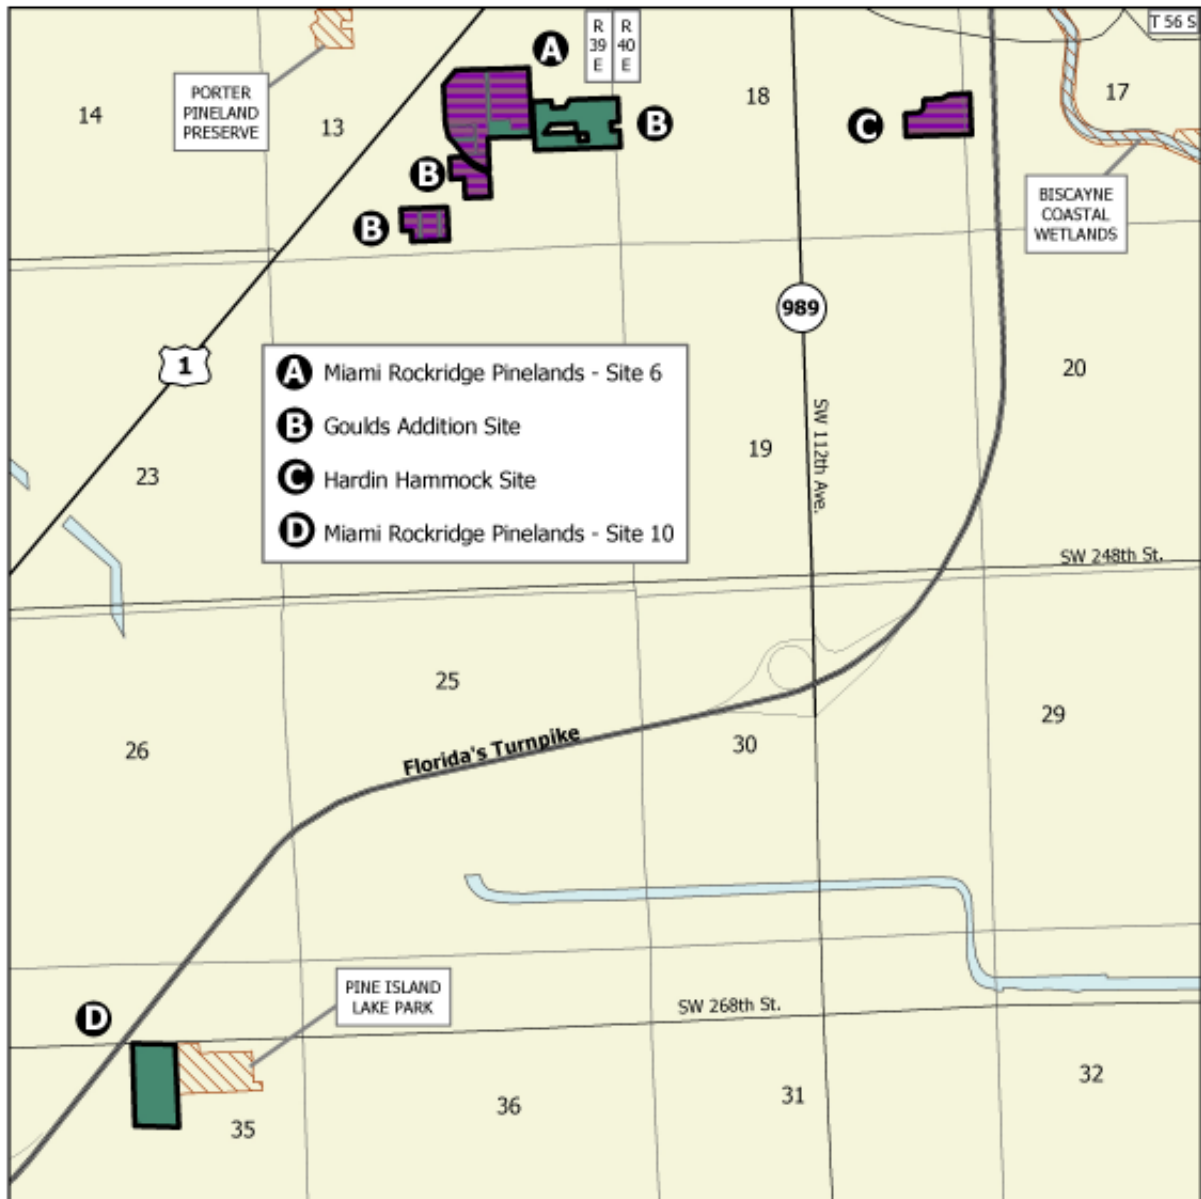 T 56 S
R
39
E
R
40
E
A
PORTER
PINELAND
PRESERVE
14
13
18
17
B
C
B
B
BISCAYNE
COASTAL
WETLANDS
989
1
20
A Miami Rockridge Pinelands - Site 6
B Goulds Addition Site
C Hardin Hammock Site
D Miami Rockridge Pinelands - Site 10
SW 112th Ave.
19
23
SW 248th St.
25
29
26
30
Florida's Turnpike
PINE ISLAND
LAKE PARK
SW 268th St.
D
32
31
36
35